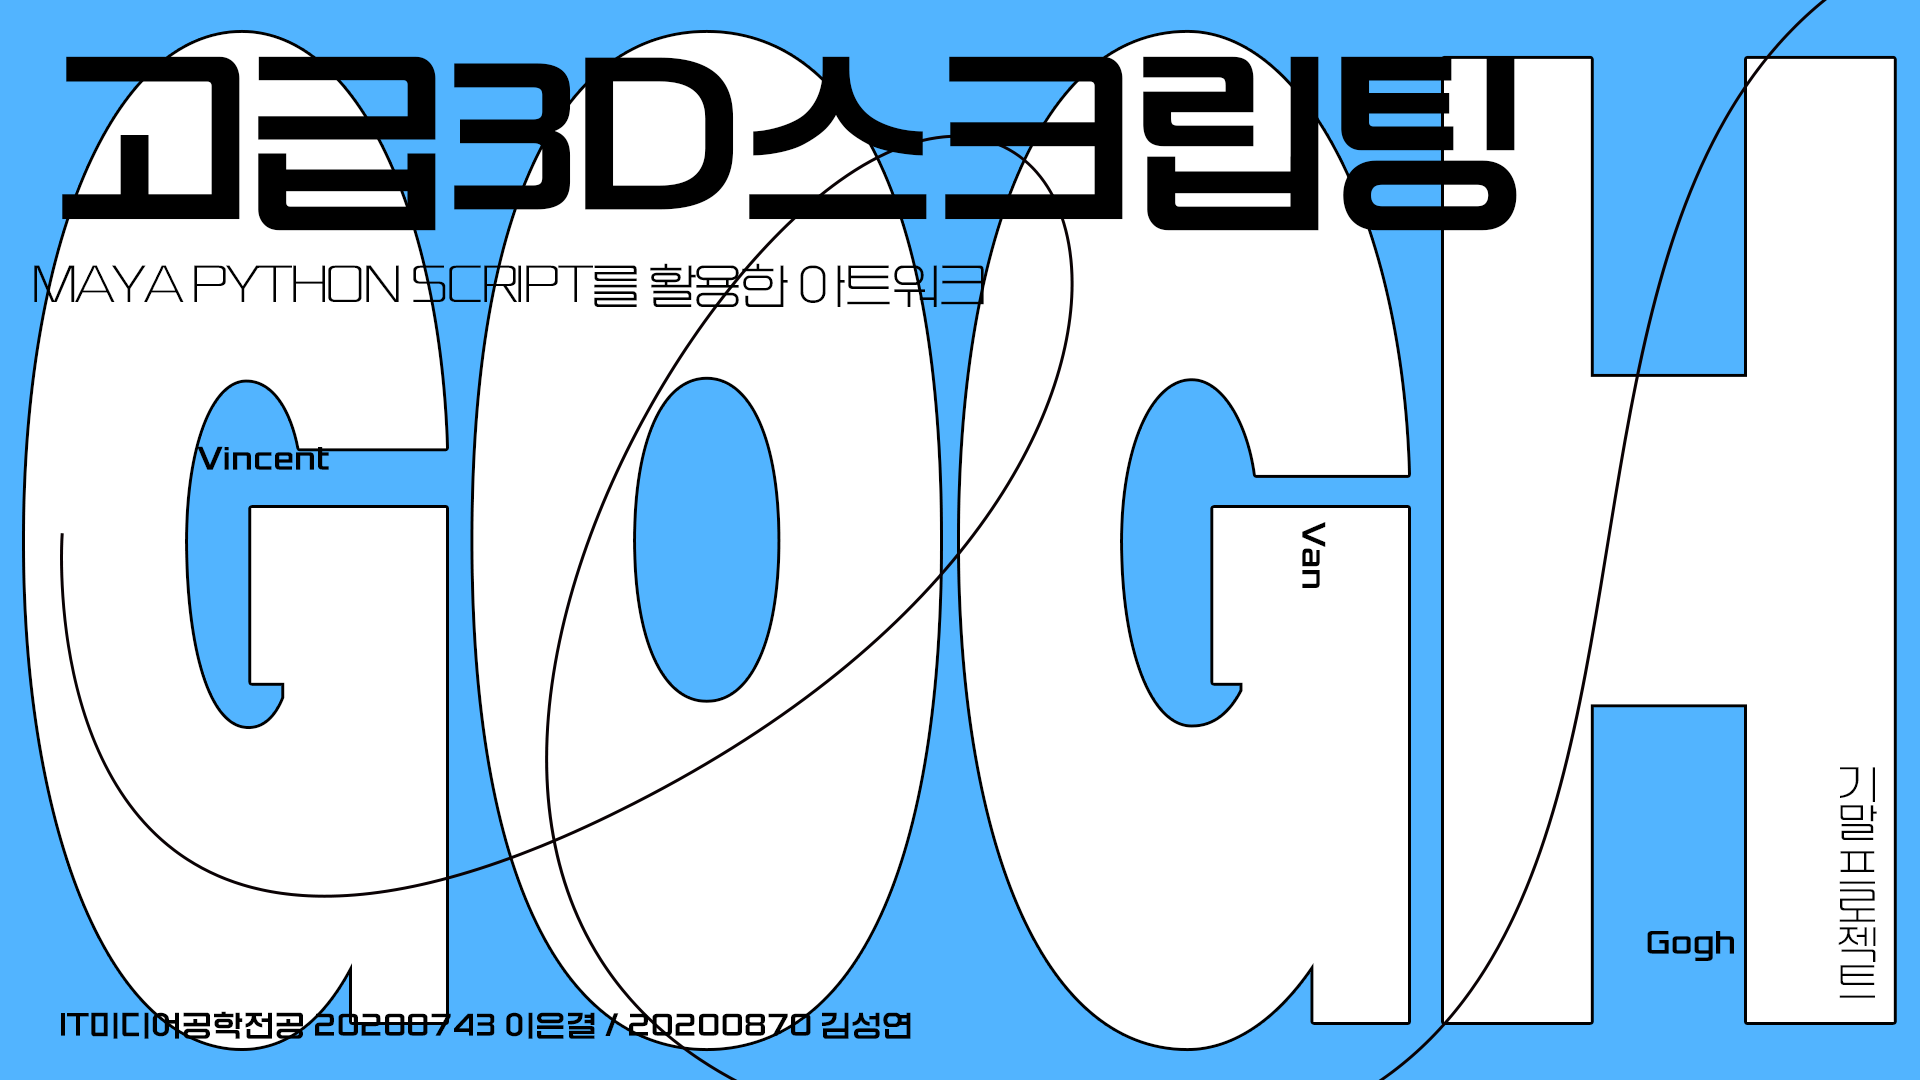 고급3D스크립팅
MAYA PYTHON SCRIPT를 활용한 아트워크
GOGH
Vincent
Van
Gogh
기말 프로젝트
IT미디어공학전공 20200743 이은결 / 20200870 김성연